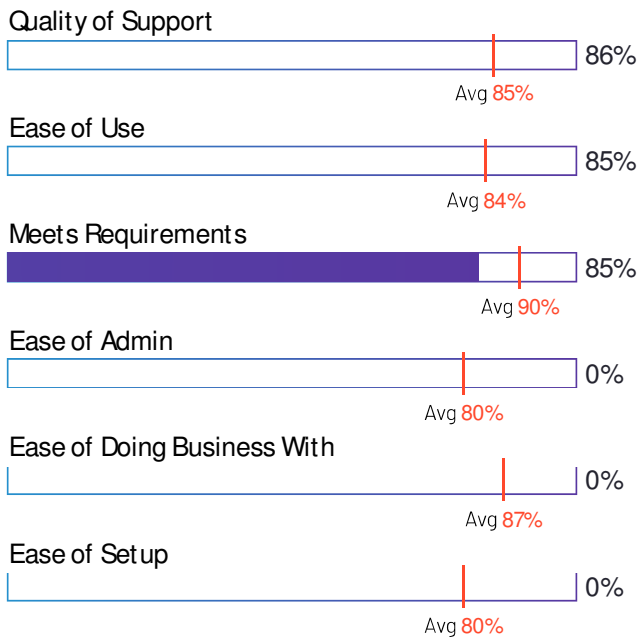 Quality of Support
86%
Avg 85%
Ease of Use
85%
Avg 84%
Meets Requirements
85%
Avg 90%
Ease of Admin
0%
Avg 80%
Ease of Doing Business With
0%
Avg 87%
Ease of Setup
0%
Avg 80%